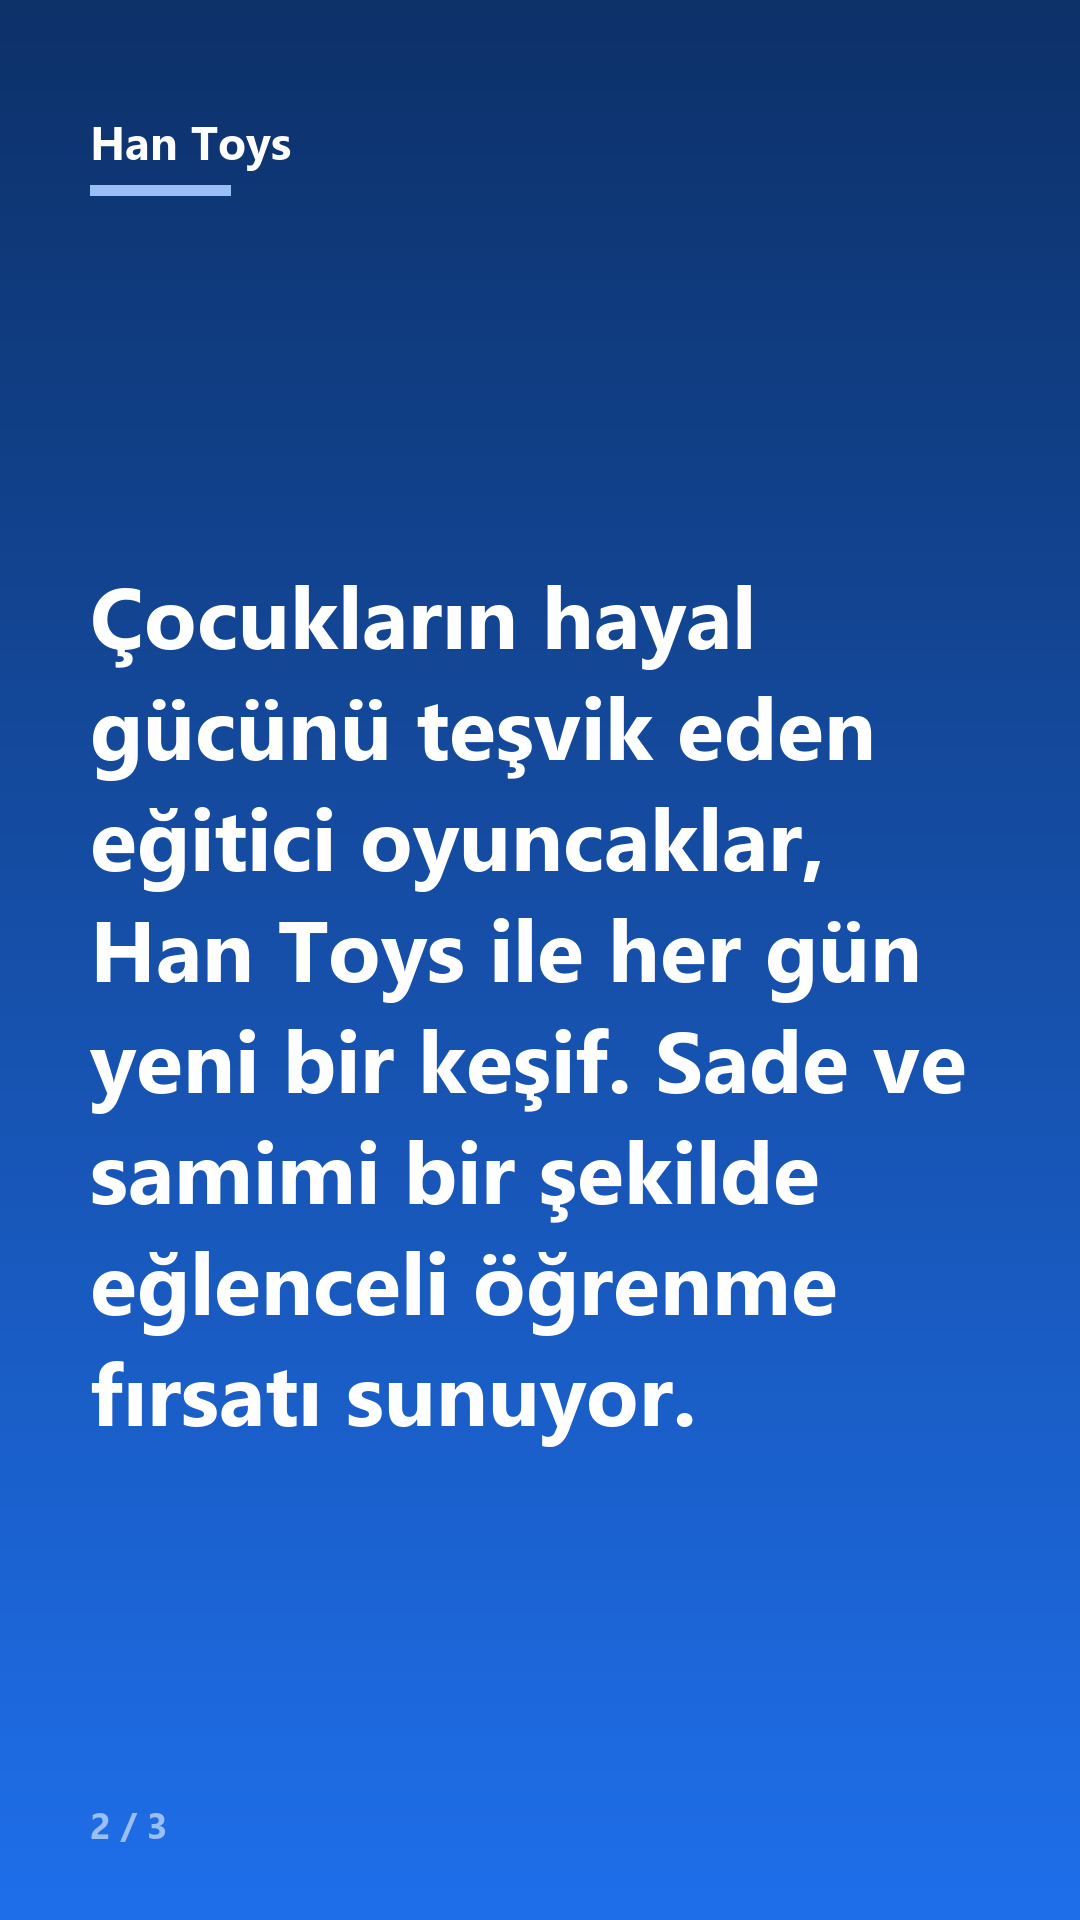 Han Toys
Çocukların hayal
gücünü teşvik eden
eğitici oyuncaklar,
Han Toys ile her gün
yeni bir keşif. Sade ve
samimi bir şekilde
eğlenceli öğrenme
fırsatı sunuyor.
2 / 3